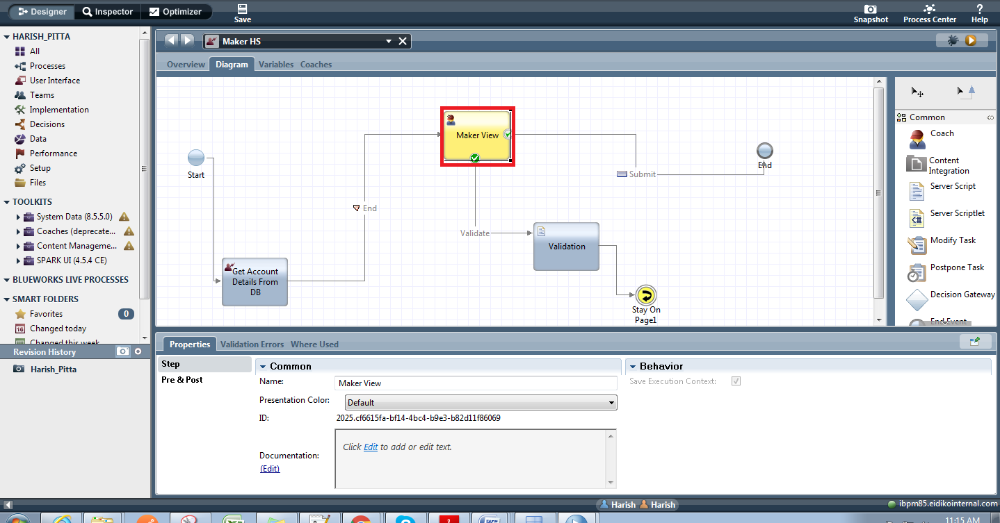 Designer
Inspector
Optimizer
Save
Snapshot
Process Center
Help
HARISH_PITTA
All
Processes
User Interface
Teams
Implementation
Decisions
Data
Performance
Setup
Files
TOOLKITS
System Data (8.5.5.0)
Coaches (deprecate...
Content Manageme...
SPARK UI (4.5.4 CE)
BLUEWORKS LIVE PROCESSES
SMART FOLDERS
Favorites
0
Changed today
Changed this week
Revision History
Harish_Pitta
Maker HS
Overview
Diagram
Variables
Coaches
Start
Get Account
Details From
DB
End
Maker View
Submit
End
Validate
Validation
Stay On
Page1
Common
Coach
Content
Integration
Server Script
Server Scriptlet
Modify Task
Postpone Task
Decision Gateway
End Event
Properties
Validation Errors
Where Used
Step
Pre & Post
Common
Name:
Maker View
Presentation Color:
Default
ID:
2025.cf6615fa-bf14-4bc4-b9e3-b82d11f86069
Documentation:
(Edit)
Click Edit to add or edit text.
Behavior
Save Execution Context:
Harish
Harish
ibpm85.eidikointernal.com
11:15 AM